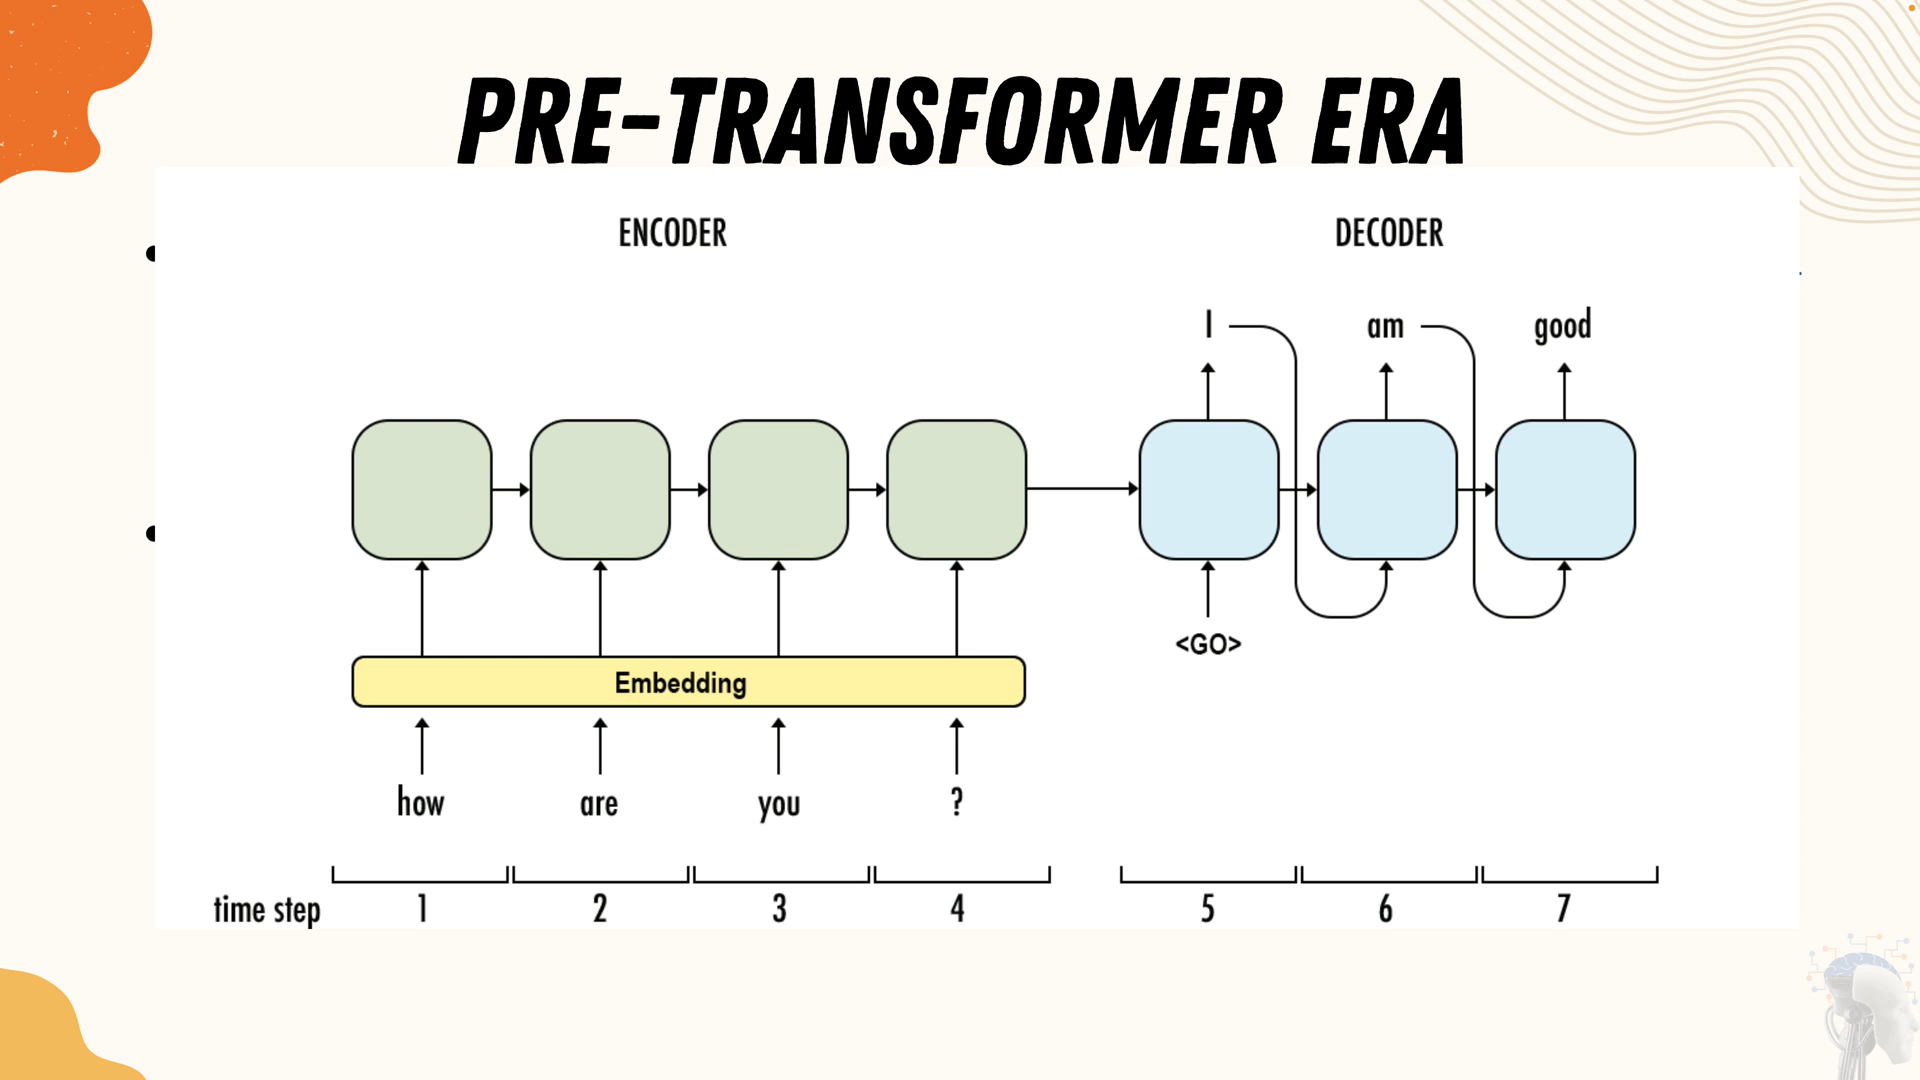 PRE-TRANSFORMER ERA
ENCODER
DECODER
I am good
<GO>
Embedding
how are you ?
time step 1 2 3 4 5 6 7